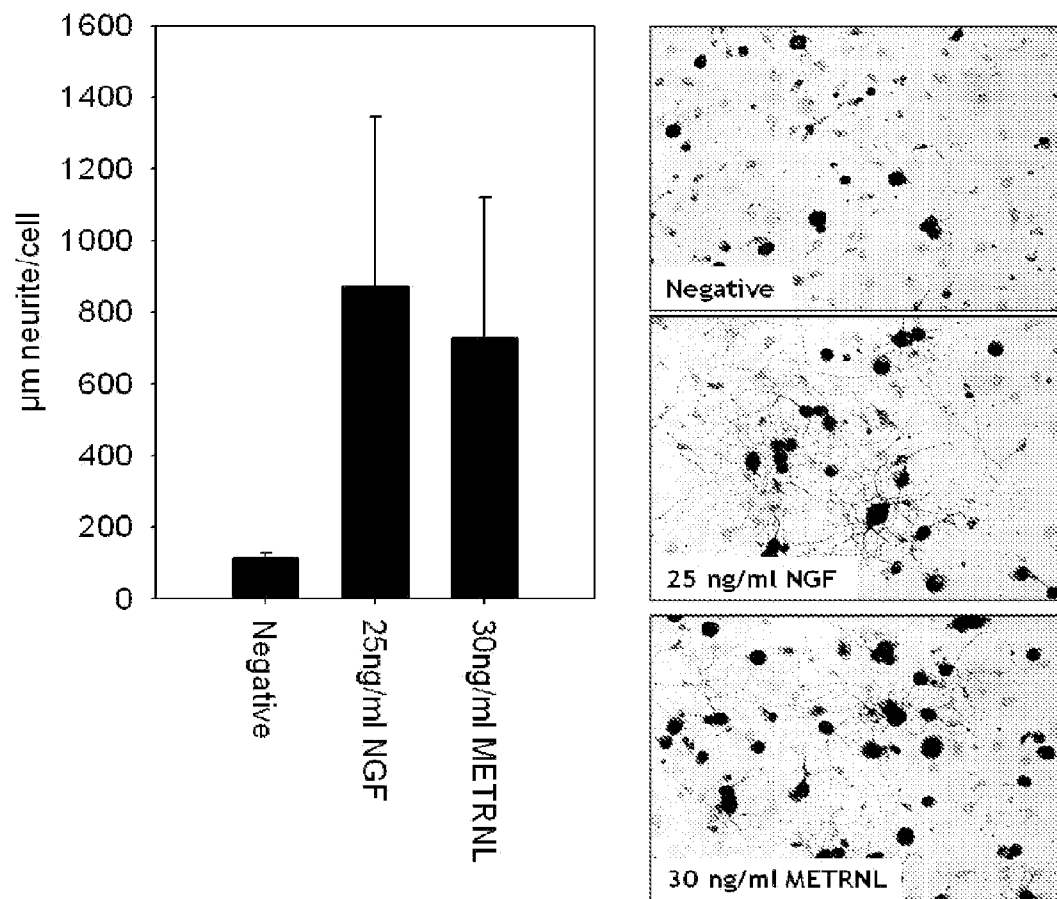 1600
1400
1200
1000
800
600
400
200
0
µm neurite/cell
Negative
25ng/ml NGF
30ng/ml METRNL
Negative
25 ng/ml NGF
30 ng/ml METRNL